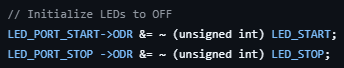 // Initialize LEDs to OFF
LED_PORT_START->ODR &= ~ (unsigned int) LED_START;
LED_PORT_STOP ->ODR &= ~ (unsigned int) LED_STOP;